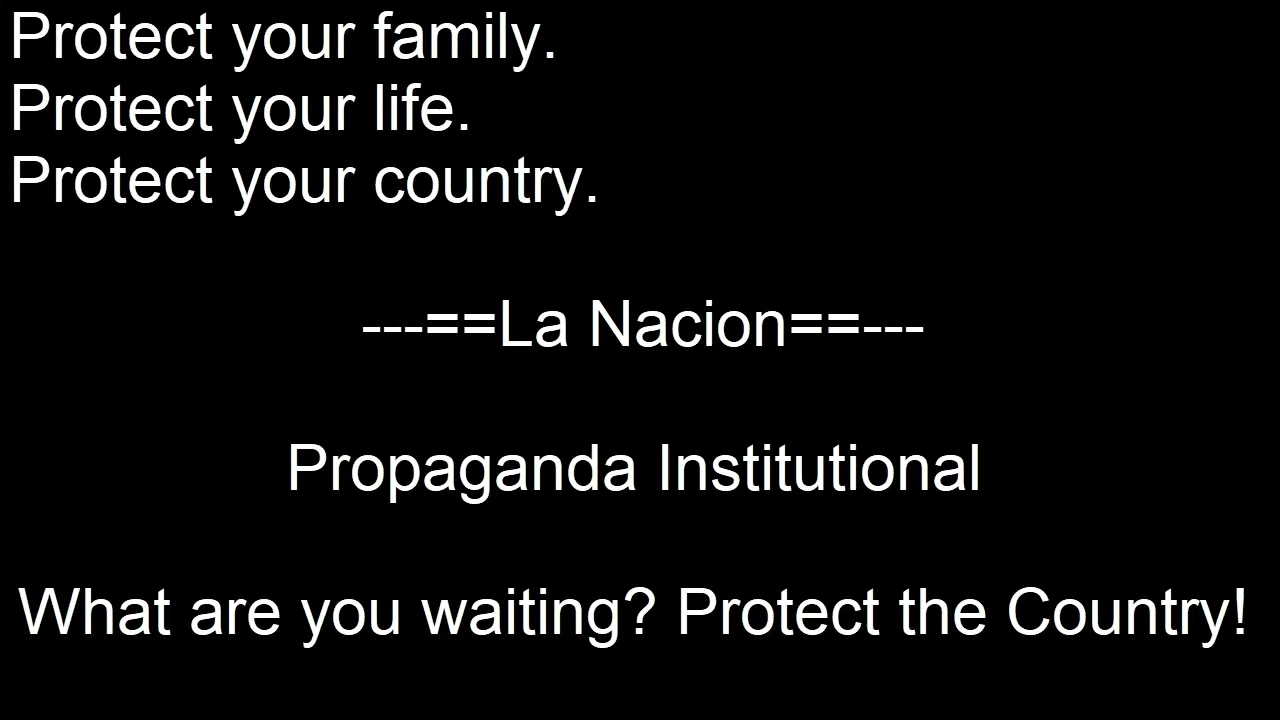 Protect your family.
Protect your life.
Protect your country.
---==La Nacion==---
Propaganda Institutional
What are you waiting? Protect the Country!